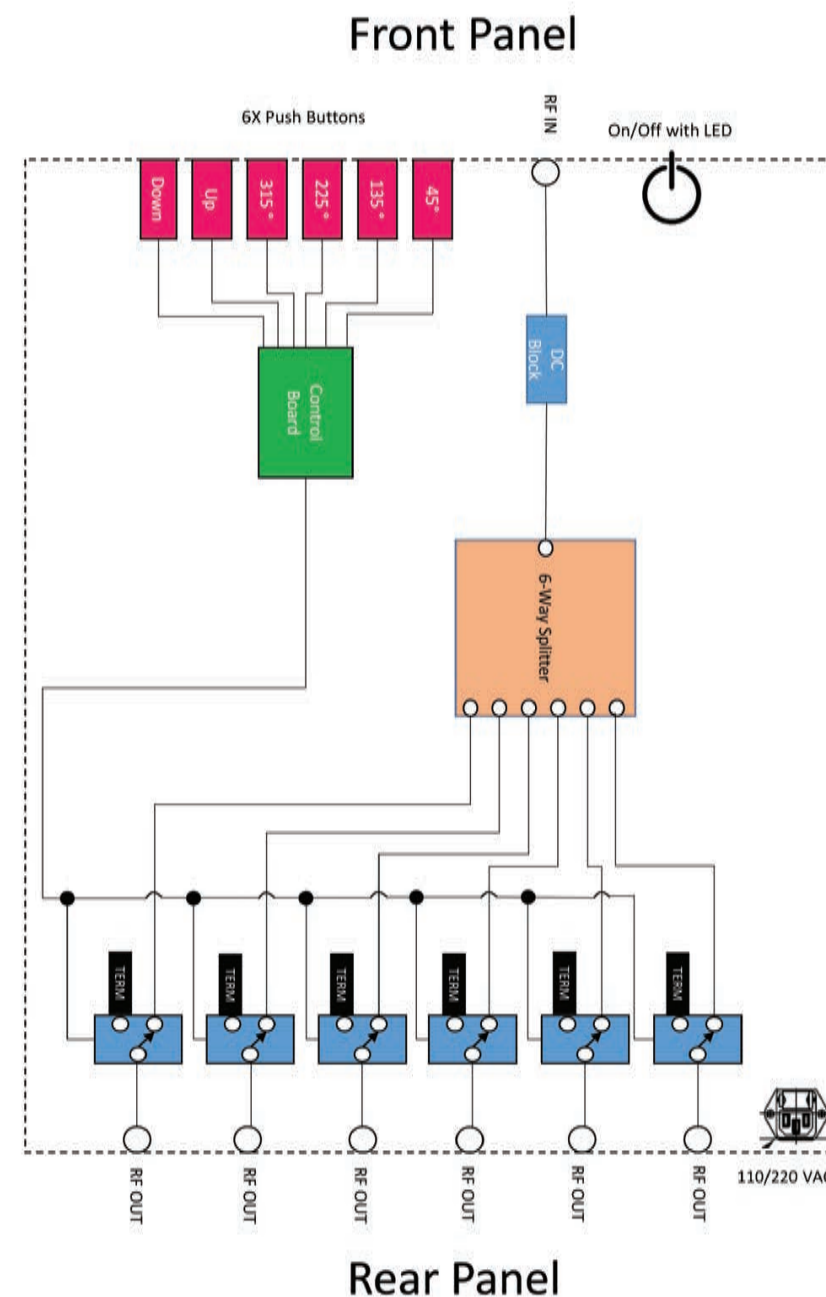 Front Panel
6X Push Buttons
RF IN
On/Off with LED
Down
Up
315°
225°
135°
45°
DC
Block
Control
Board
6-Way Splitter
TERM
TERM
TERM
TERM
TERM
TERM
RF OUT
RF OUT
RF OUT
RF OUT
RF OUT
RF OUT
110/220 VAC
Rear Panel